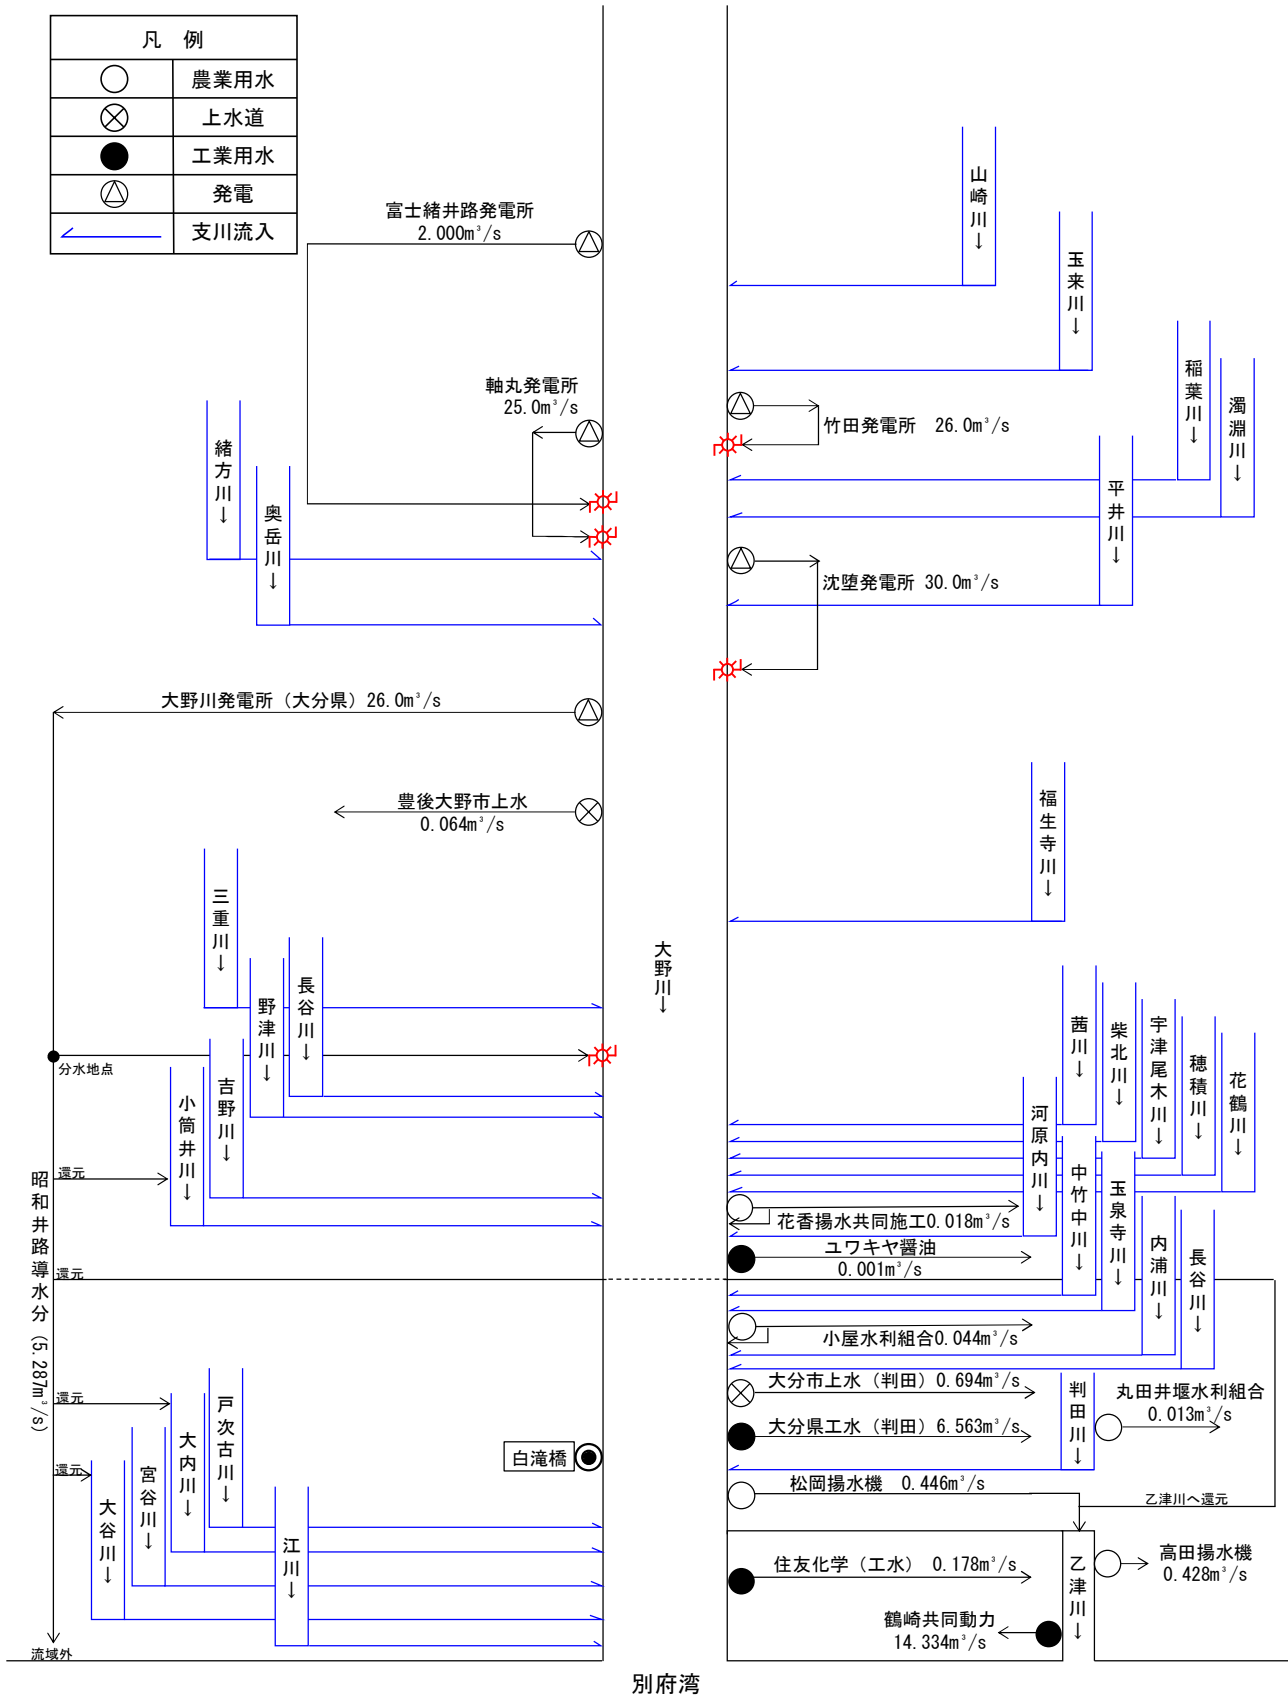 凡 例
農業用水
上水道
工業用水
発電
支川流入
富士緒井路発電所
2.000m³/s
山崎川→
玉来川→
稲葉川→
濁淵川→
軸丸発電所
25.0m³/s
竹田発電所 26.0m³/s
緒方川→
奥岳川→
平井川→
沈堕発電所 30.0m³/s
大野川発電所（大分県）26.0m³/s
豊後大野市上水
0.064m³/s
福生寺川→
三重川→
野津川→
長谷川→
大野川→
分水地点
小筒井川→
吉野川→
茜川→
柴北川→
宇津尾木川→
穂積川→
花鶴川→
河原内川→
中竹中川→
玉泉寺川→
内浦川→
長谷川→
還元
昭和井路導水分（5.287m³/s）
花香揚水共同施工0.018m³/s
ユワキヤ醤油
0.001m³/s
還元
小屋水利組合0.044m³/s
還元
還元
戸次古川→
大内川→
宮谷川→
大谷川→
江川→
白滝橋
大分市上水（判田）0.694m³/s
大分県工水（判田）6.563m³/s
判田川→
丸田井堰水利組合
0.013m³/s
松岡揚水機 0.446m³/s
乙津川へ還元
住友化学（工水） 0.178m³/s
乙津川→
高田揚水機
0.428m³/s
鶴崎共同動力
14.334m³/s
流域外
別府湾